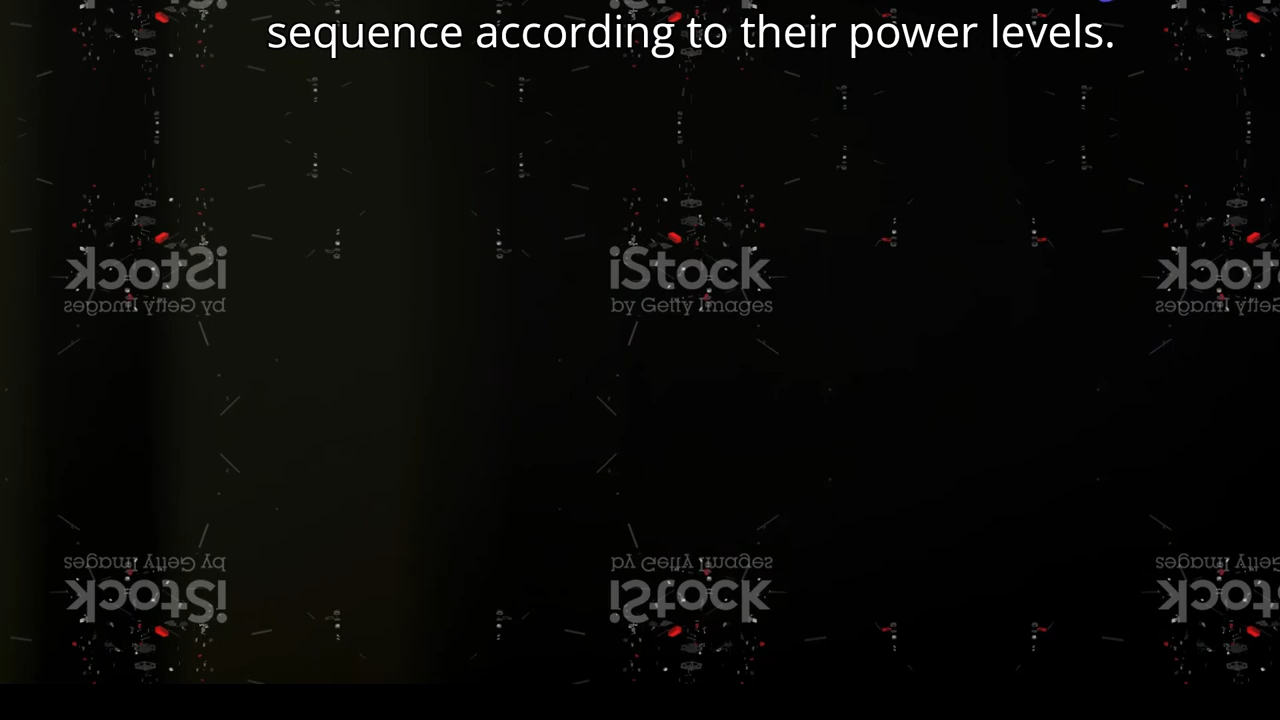 sequence according to their power levels.
iStock iStock iStock
by Getty Images by Getty Images by Getty Images
by Getty Images by Getty Images by Getty Images
iStock iStock iStock